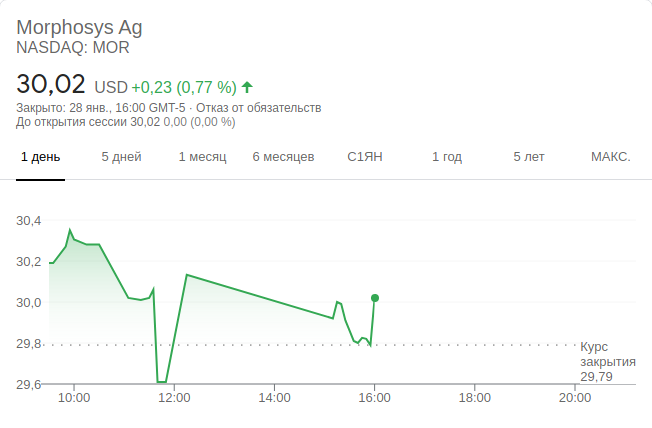 Morphosys Ag
NASDAQ: MOR
30,02 USD +0,23 (0,77 %)
Закрыто: 28 янв., 16:00 GMT-5 · Отказ от обязательств
До открытия сессии 30,02 0,00 (0,00 %)
1 день 5 дней 1 месяц 6 месяцев С1ЯН 1 год 5 лет МАКС.
30,4
30,2
30,0
29,8
29,6
Курс
закрытия
29,79
10:00 12:00 14:00 16:00 18:00 20:00